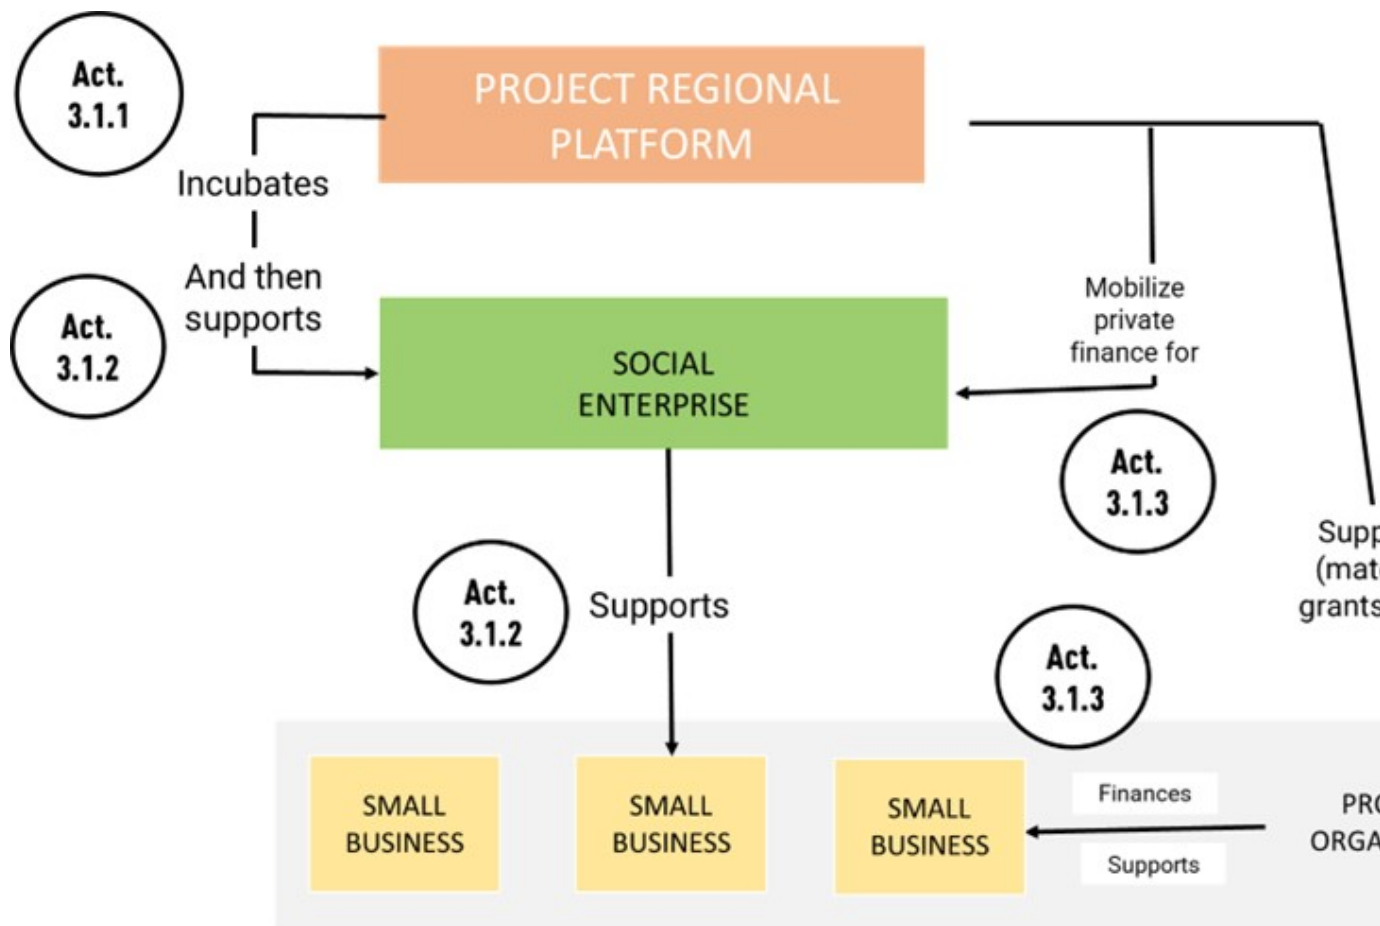 Act.
3.1.1
PROJECT REGIONAL
PLATFORM
Incubates
And then
supports
Act.
3.1.2
SOCIAL
ENTERPRISE
Mobilize
private
finance for
Act.
3.1.3
Act.
3.1.2
Supports
(
grants
Act.
3.1.3
SMALL
BUSINESS
SMALL
BUSINESS
SMALL
BUSINESS
Finances
Supports